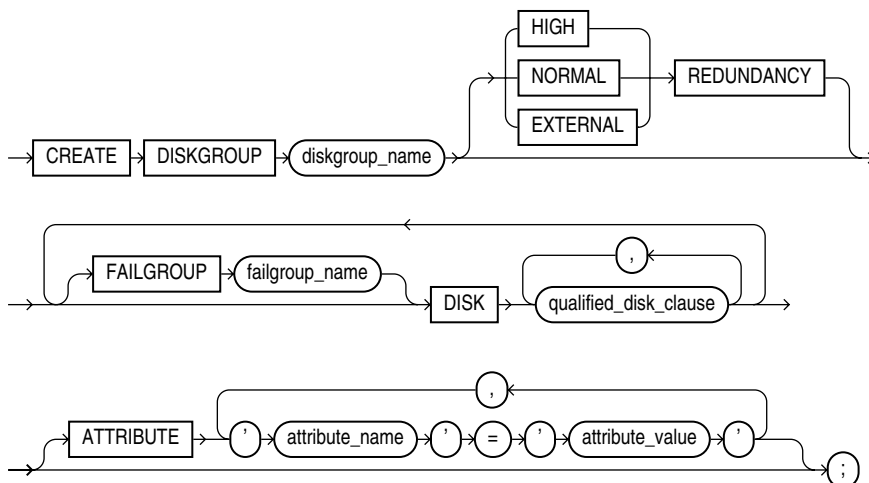 HIGH
NORMAL REDUNDANCY
EXTERNAL
CREATE DISKGROUP diskgroup_name
,
FAILGROUP failgroup_name
DISK qualified_disk_clause
,
ATTRIBUTE ' attribute_name ' = ' attribute_value '
;